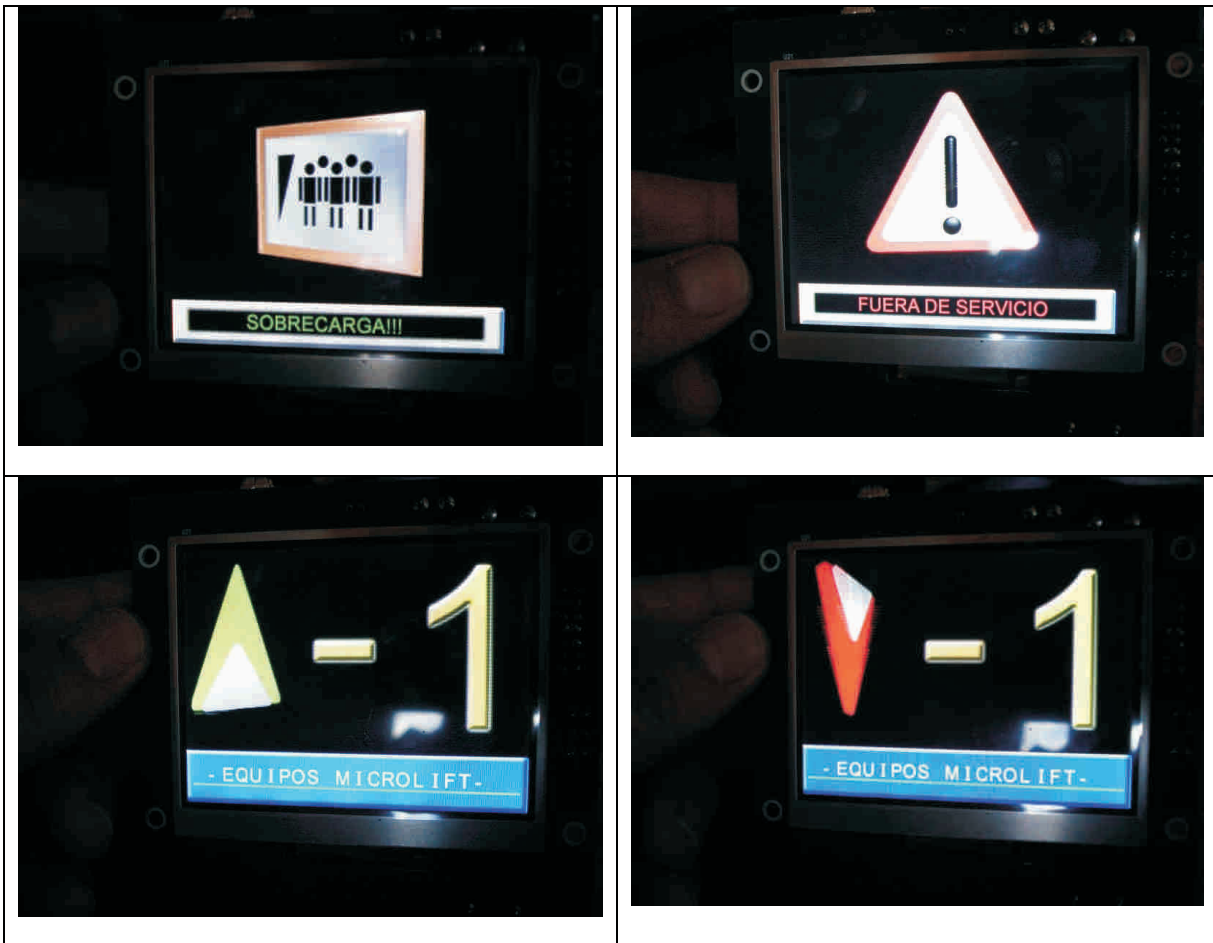 SOBRECARGA!!!
FUERA DE SERVICIO
- 1
- EQUIPOS MICROLIFT-
- 1
- EQUIPOS MICROLIFT-